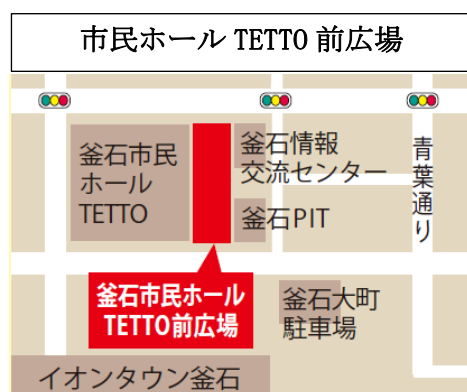 市民ホール TETTO 前広場
釜石市民
ホール
TETTO
釜石情報
交流センター
釜石PIT
青葉通り
釜石市民ホール
TETTO前広場
釜石大町
駐車場
イオンタウン釜石